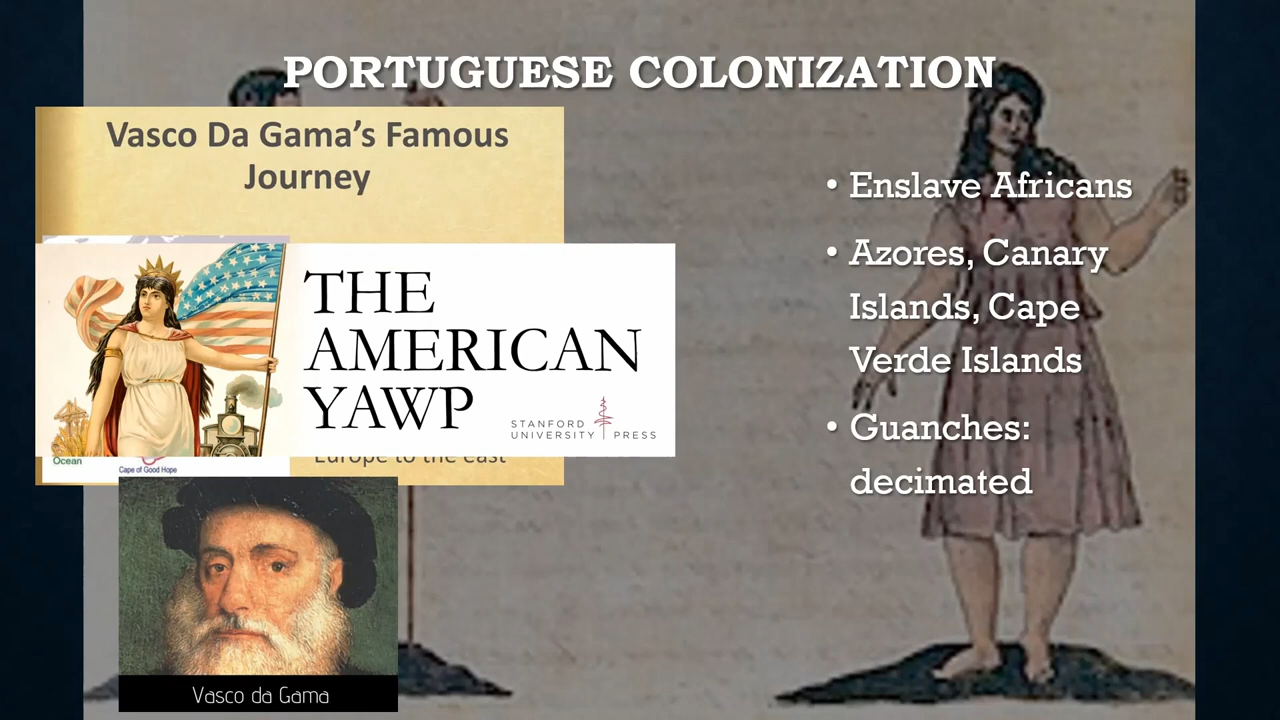 PORTUGUESE COLONIZATION
Vasco Da Gama’s Famous
Journey
THE
AMERICAN
YAWP
STANFORD
UNIVERSITY PRESS
Ocean
Cape of Good Hope
Europe to the East
Vasco da Gama
• Enslave Africans
• Azores, Canary
Islands, Cape
Verde Islands
• Guanches:
decimated